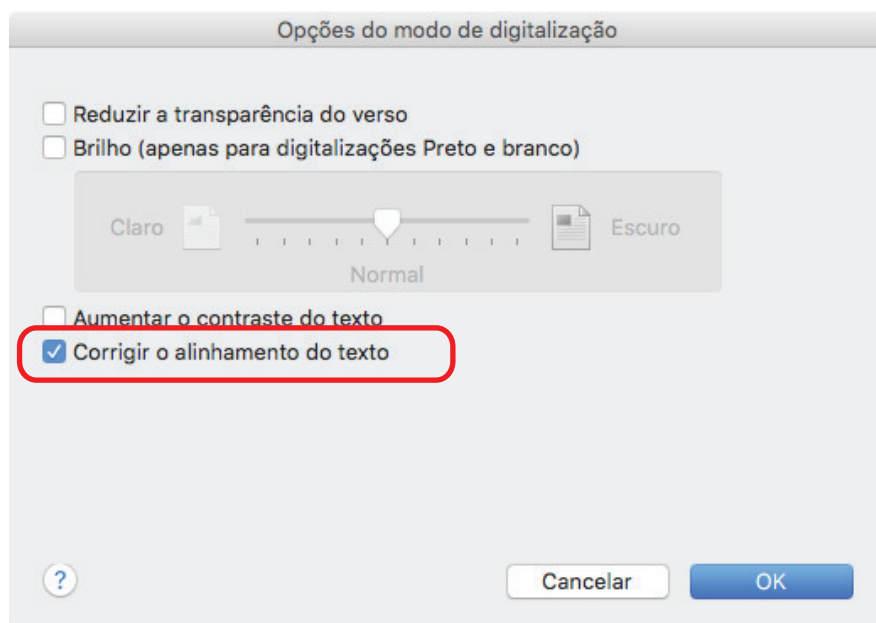 Opções do modo de digitalização
Reduzir a transparência do verso
Brilho (apenas para digitalizações Preto e branco)
Claro Escuro
Normal
Aumentar o contraste do texto
Corrigir o alinhamento do texto
? Cancelar OK